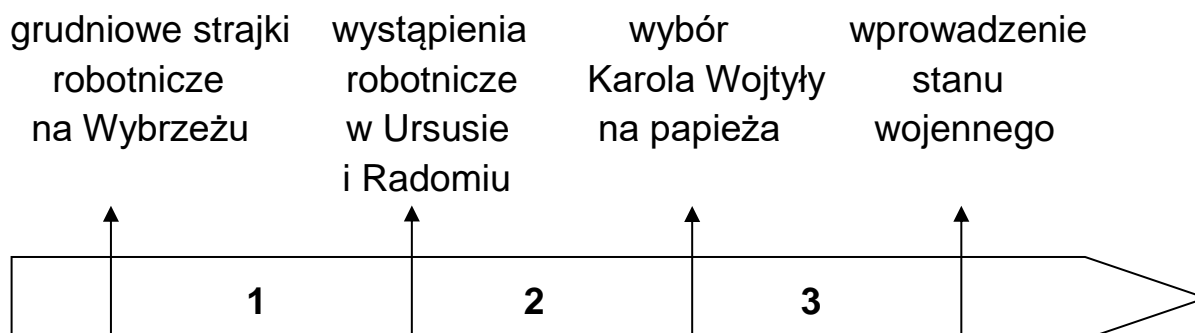 grudniowe strajki
robotnicze
na Wybrzeżu
wystąpienia
robotnicze
w Ursusie
i Radomiu
wybór
Karola Wojtyły
na papieża
wprowadzenie
stanu
wojennego
1
2
3